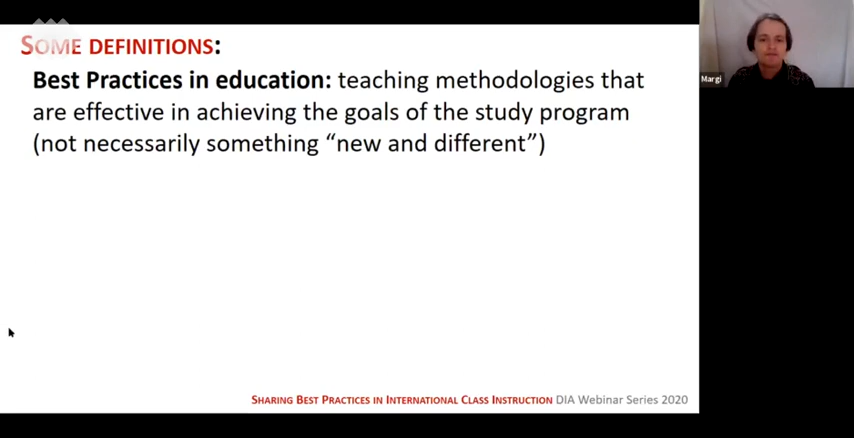 SOME DEFINITIONS:
Best Practices in education: teaching methodologies that
are effective in achieving the goals of the study program
(not necessarily something “new and different”)
Margi
SHARING BEST PRACTICES IN INTERNATIONAL CLASS INSTRUCTION DIA Webinar Series 2020